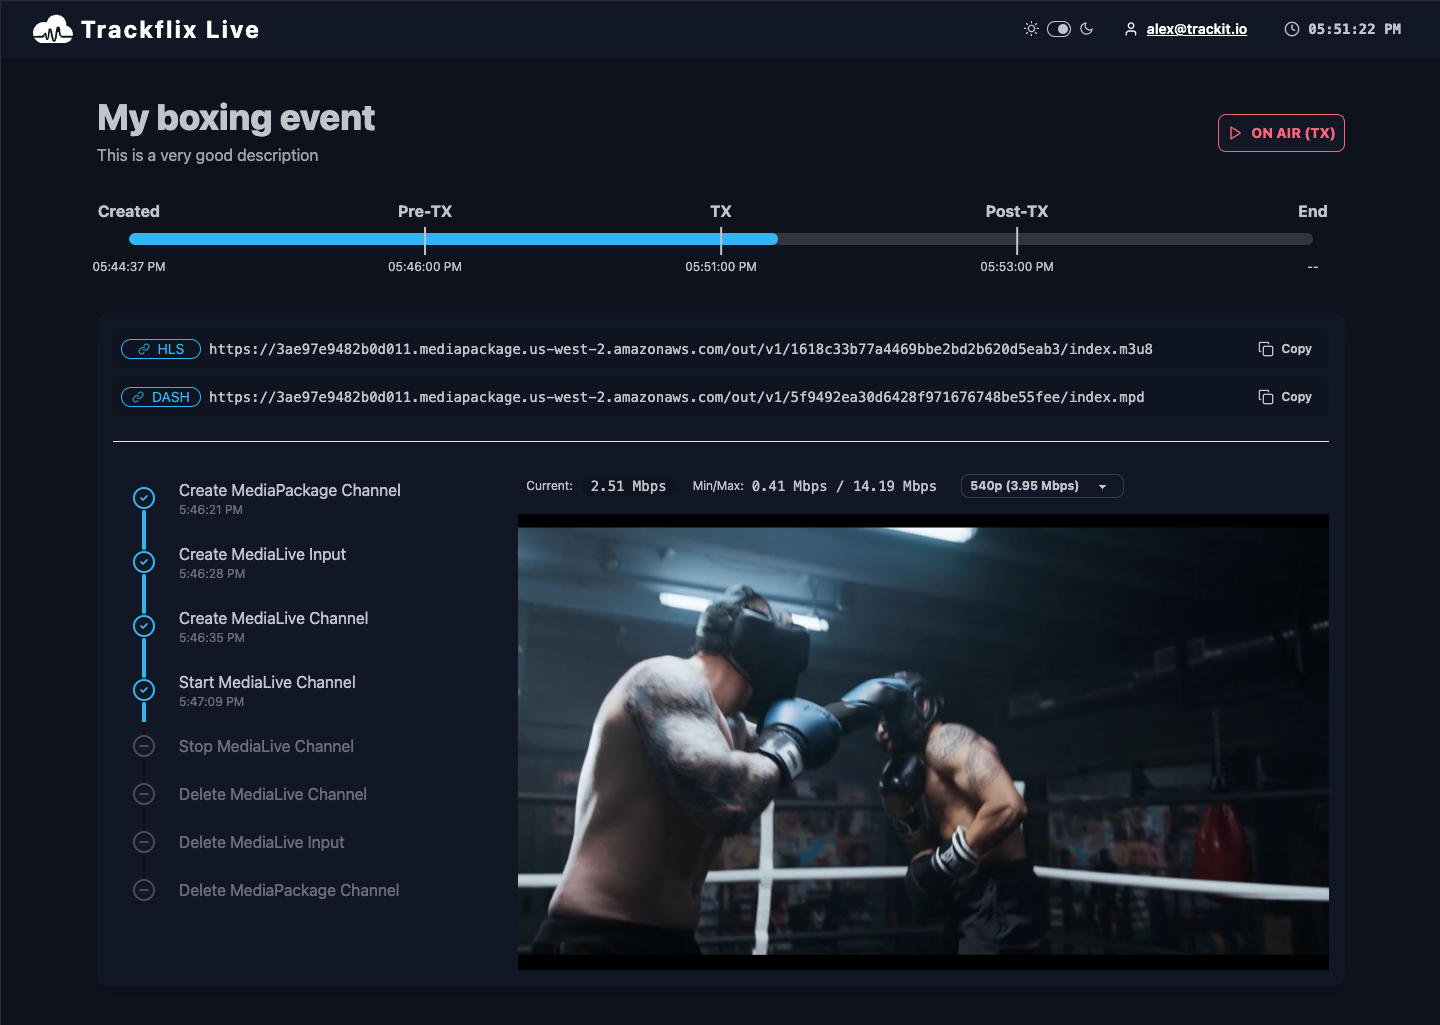 Trackflix Live
alex@trackit.io
05:51:22 PM
My boxing event
This is a very good description
ON AIR (TX)
Created Pre-TX TX Post-TX End
05:44:37 PM 05:46:00 PM 05:51:00 PM 05:53:00 PM --
HLS https://3ae97e9482b0d011.mediapackage.us-west-2.amazonaws.com/out/v1/1618c33b77a4469bbe2bd2b620d5eab3/index.m3u8 Copy
DASH https://3ae97e9482b0d011.mediapackage.us-west-2.amazonaws.com/out/v1/5f9492ea30d6428f971676748be55fee/index.mpd Copy
Create MediaPackage Channel
5:46:21 PM
Create MediaLive Input
5:46:28 PM
Create MediaLive Channel
5:46:35 PM
Start MediaLive Channel
5:47:09 PM
Stop MediaLive Channel
Delete MediaLive Channel
Delete MediaLive Input
Delete MediaPackage Channel
Current: 2.51 Mbps Min/Max: 0.41 Mbps / 14.19 Mbps 540p (3.95 Mbps)